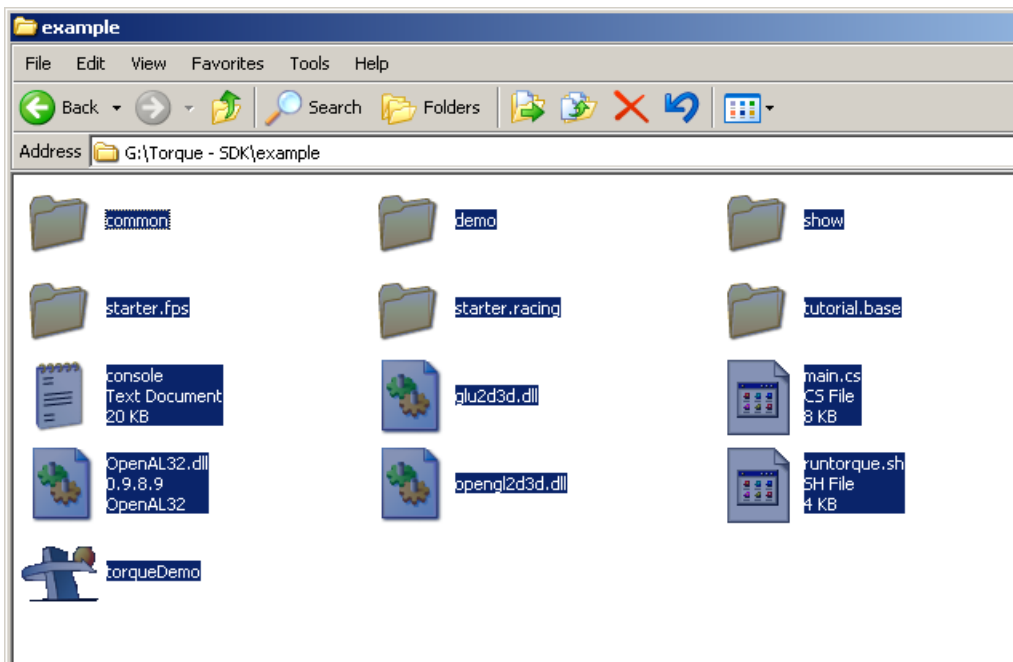 example
File Edit View Favorites Tools Help
Back Search Folders
Address G:\Torque - SDK\example
common demo show
starter.fps starter.racing tutorial.base
console
Text Document
20 KB
glu2d3d.dll
main.cs
CS File
8 KB
OpenAL32.dll
0.9.8.9
OpenAL32
opengl2d3d.dll
runtorque.sh
SH File
4 KB
torqueDemo